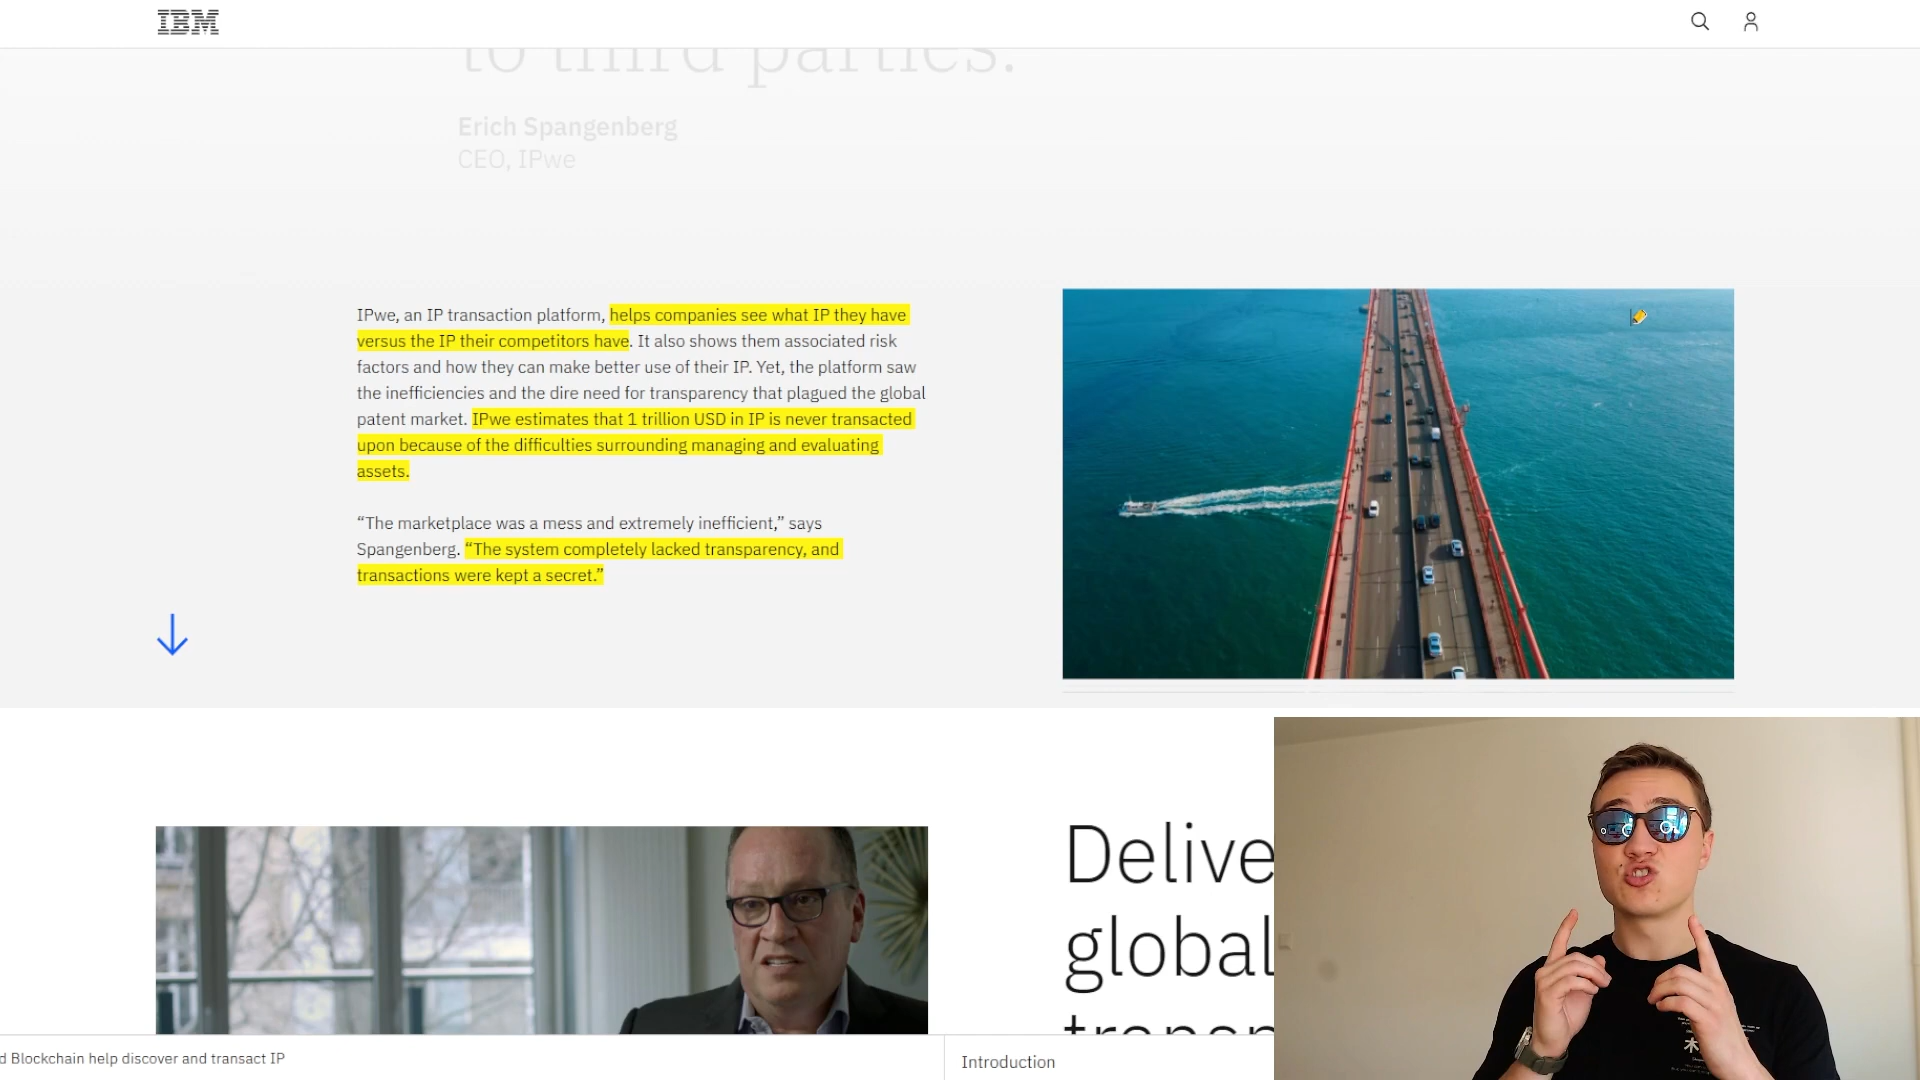 IBM
to third parties.
Erich Spangenberg
CEO, IPwe
IPwe, an IP transaction platform, helps companies see what IP they have
versus the IP their competitors have. It also shows them associated risk
factors and how they can make better use of their IP. Yet, the platform saw
the inefficiencies and the dire need for transparency that plagued the global
patent market. IPwe estimates that 1 trillion USD in IP is never transacted
upon because of the difficulties surrounding managing and evaluating
assets.
“The marketplace was a mess and extremely inefficient,” says
Spangenberg. “The system completely lacked transparency, and
transactions were kept a secret.”
Delive
global
transp
d Blockchain help discover and transact IP
Introduction
木